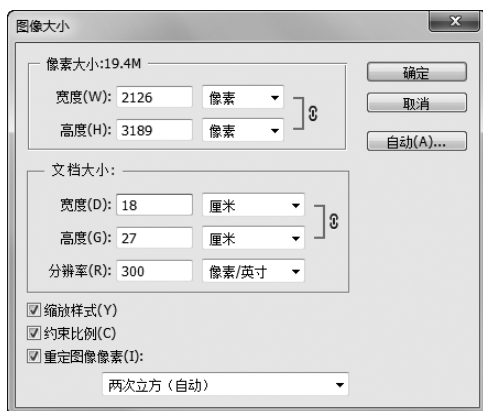 图像大小
像素大小:19.4M
确定
宽度(W): 2126 像素
取消
高度(H): 3189 像素
自动(A)...
文档大小:
宽度(D): 18 厘米
高度(G): 27 厘米
分辨率(R): 300 像素/英寸
缩放样式(Y)
约束比例(C)
重定图像像素(I):
两次立方（自动）